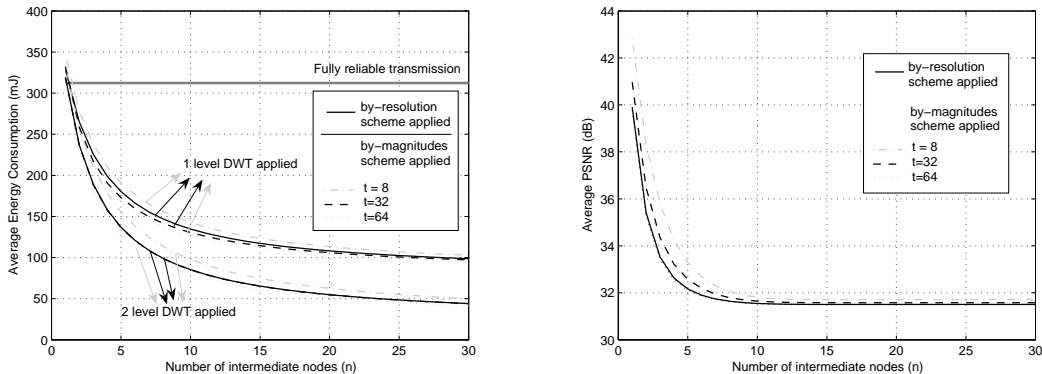 400
350
300
250
200
150
100
50
0
0 5 10 15 20 25 30
Average Energy Consumption (mJ)
Number of intermediate nodes (n)
Fully reliable transmission
by−resolution
scheme applied
by−magnitudes
scheme applied
t = 8
t=32
t=64
1 level DWT applied
2 level DWT applied
44
42
40
38
36
34
32
30
0 5 10 15 20 25 30
Average PSNR (dB)
Number of intermediate nodes (n)
by−resolution
scheme applied
by−magnitudes
scheme applied
t = 8
t=32
t=64